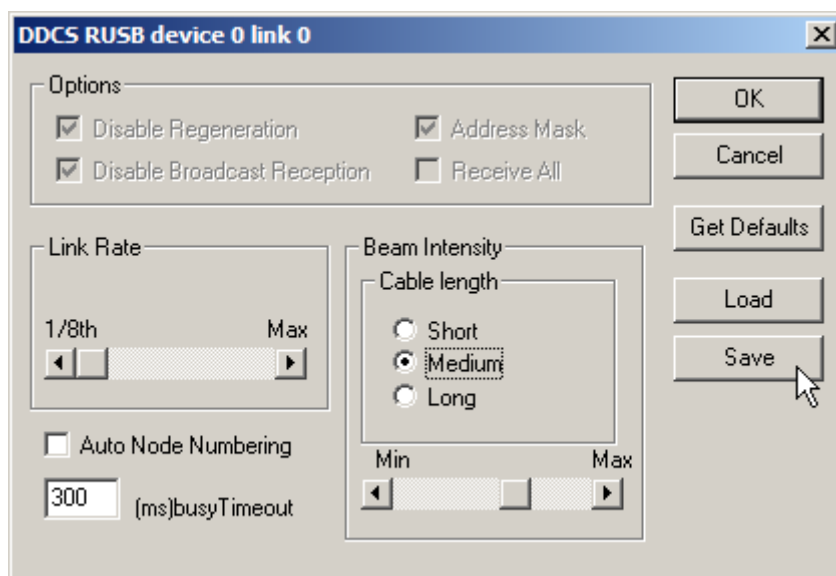 DDCS RUSB device 0 link 0
Options
Disable Regeneration
Address Mask
Disable Broadcast Reception
Receive All
OK
Cancel
Get Defaults
Load
Save
Link Rate
1/8th Max
Auto Node Numbering
300 (ms)busyTimeout
Beam Intensity
Cable length
Short
Medium
Long
Min Max